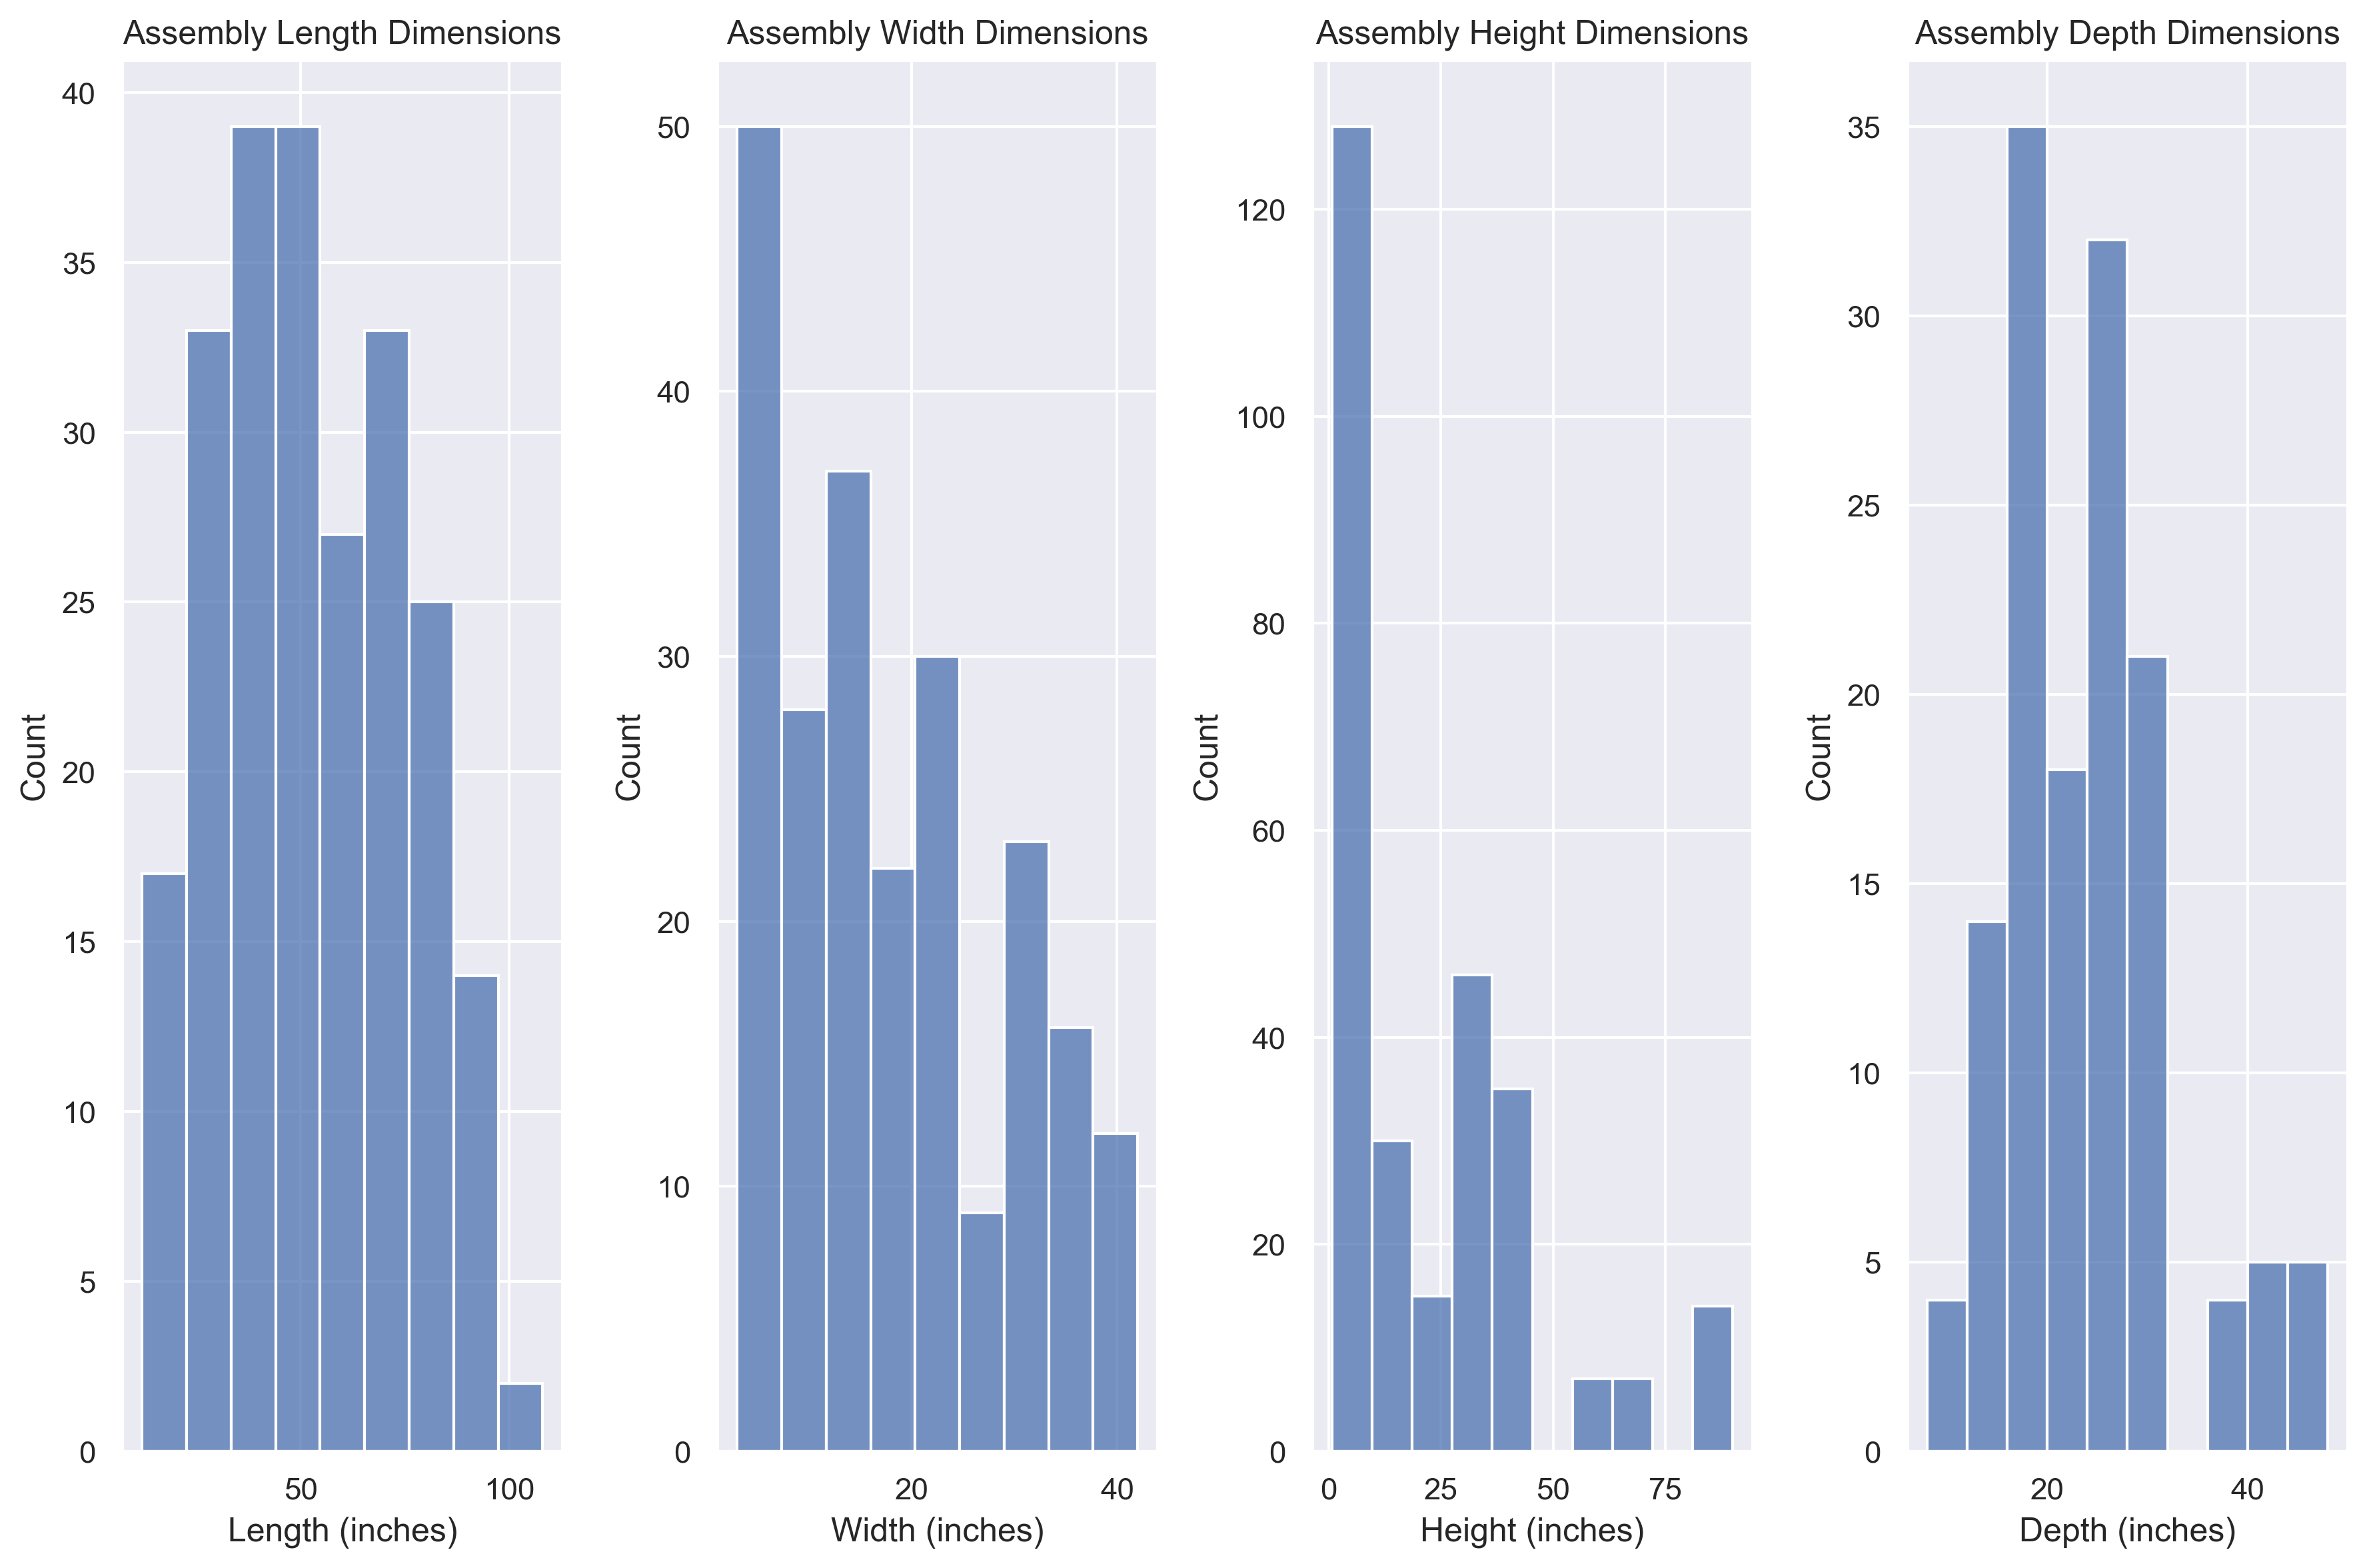 Assembly Length Dimensions
40
35
30
25
20
15
10
5
0
Count
50 100
Length (inches)
Assembly Width Dimensions
50
40
30
20
10
0
Count
20 40
Width (inches)
Assembly Height Dimensions
120
100
80
60
40
20
0
Count
0 25 50 75
Height (inches)
Assembly Depth Dimensions
35
30
25
20
15
10
5
0
Count
20 40
Depth (inches)